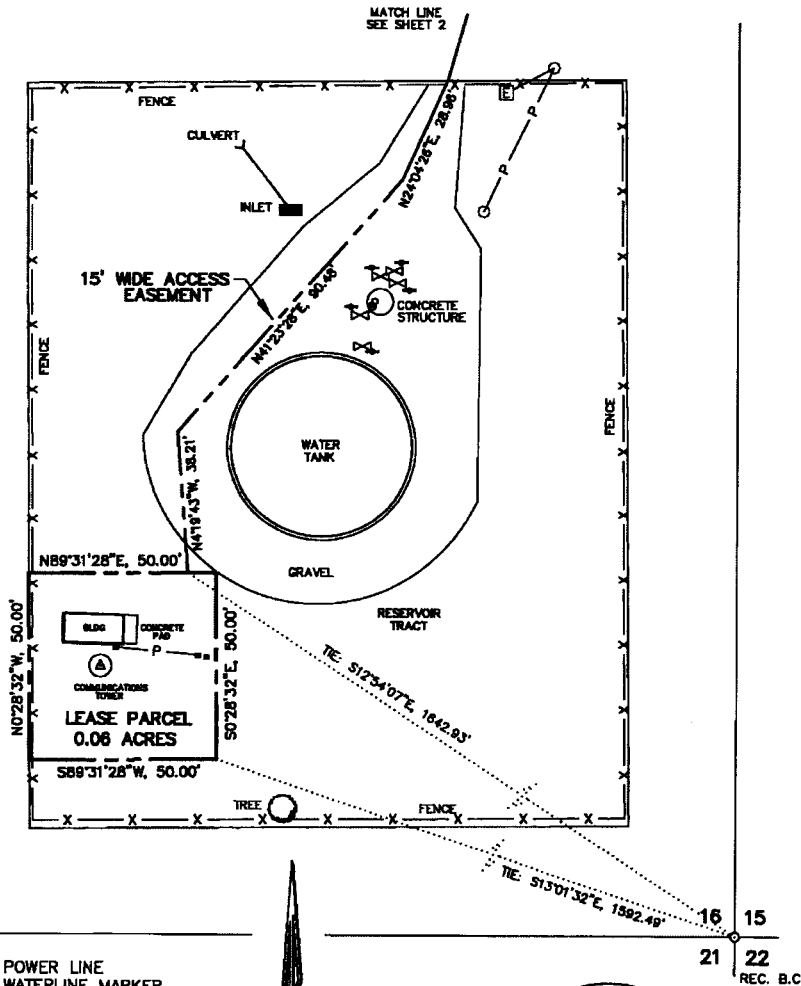 MATCH LINE
SEE SHEET 2
FENCE
CULVERT
INLET
E
P
P
N24°04'26"E, 28.96'
15' WIDE ACCESS
EASEMENT
N41°23'26"E, 90.48'
CONCRETE
STRUCTURE
FENCE
FENCE
WATER
TANK
N4°19'43"W, 38.21'
N89°31'28"E, 50.00'
GRAVEL
RESERVOIR
TRACT
N0°28'32"W, 50.00'
BLDG
CONCRETE
PAD
P
S0°28'32"E, 50.00'
COMMUNICATIONS
TOWER
LEASE PARCEL
0.06 ACRES
TIE: S12°54'07"E, 1642.93'
S89°31'28"W, 50.00'
TREE
FENCE
TIE: S13°01'32"E, 1592.49'
16 15
21 22
POWER LINE
WATERLINE MARKER
REC. B.C